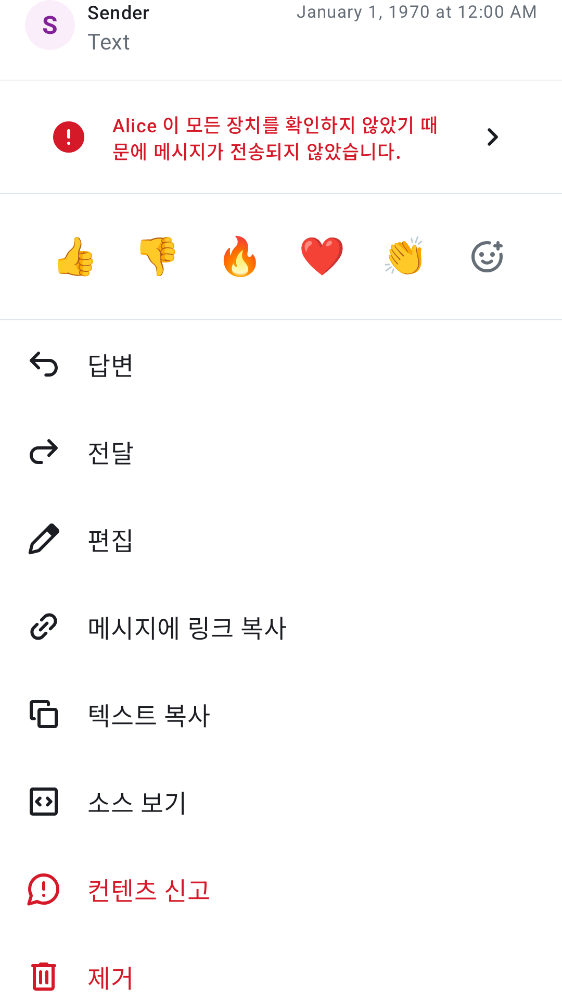 S
Sender
January 1, 1970 at 12:00 AM
Text
Alice 이 모든 장치를 확인하지 않았기 때
문에 메시지가 전송되지 않았습니다.
답변
전달
편집
메시지에 링크 복사
텍스트 복사
소스 보기
컨텐츠 신고
제거